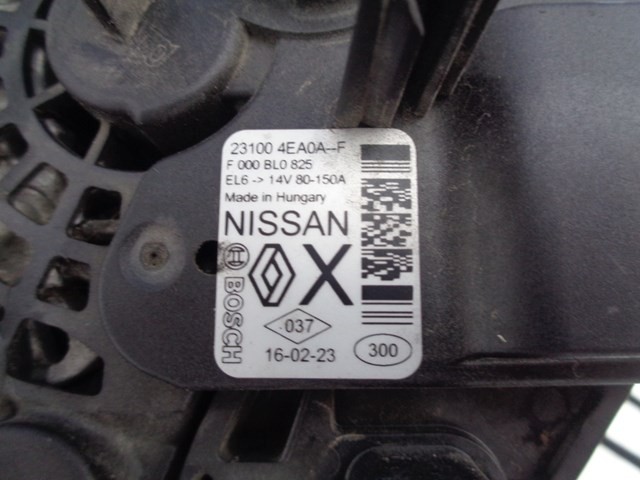 23100 4EA0A--F
F 000 BL0 825
EL6 -> 14V 80-150A
Made in Hungary
NISSAN
X
BOSCH
037
16-02-23
300